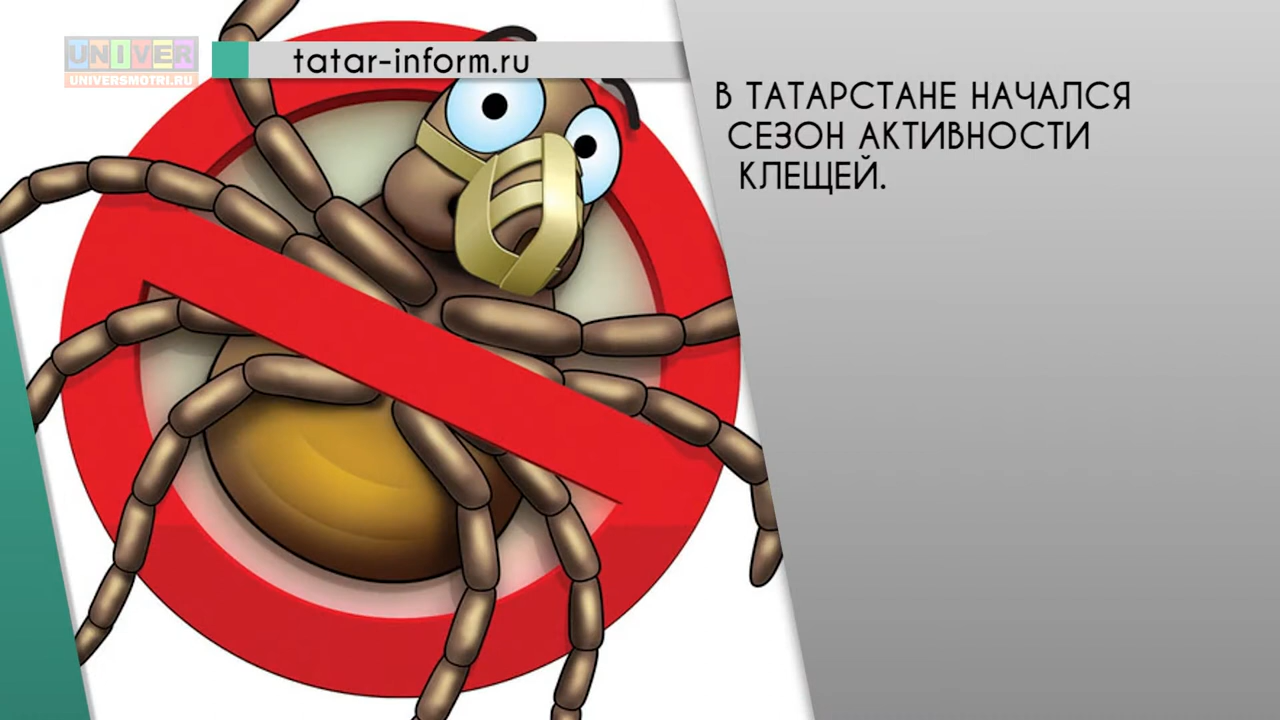 UNIVER
UNIVERSMOTRI.RU
tatar-inform.ru
В ТАТАРСТАНЕ НАЧАЛСЯ
СЕЗОН АКТИВНОСТИ
КЛЕЩЕЙ.